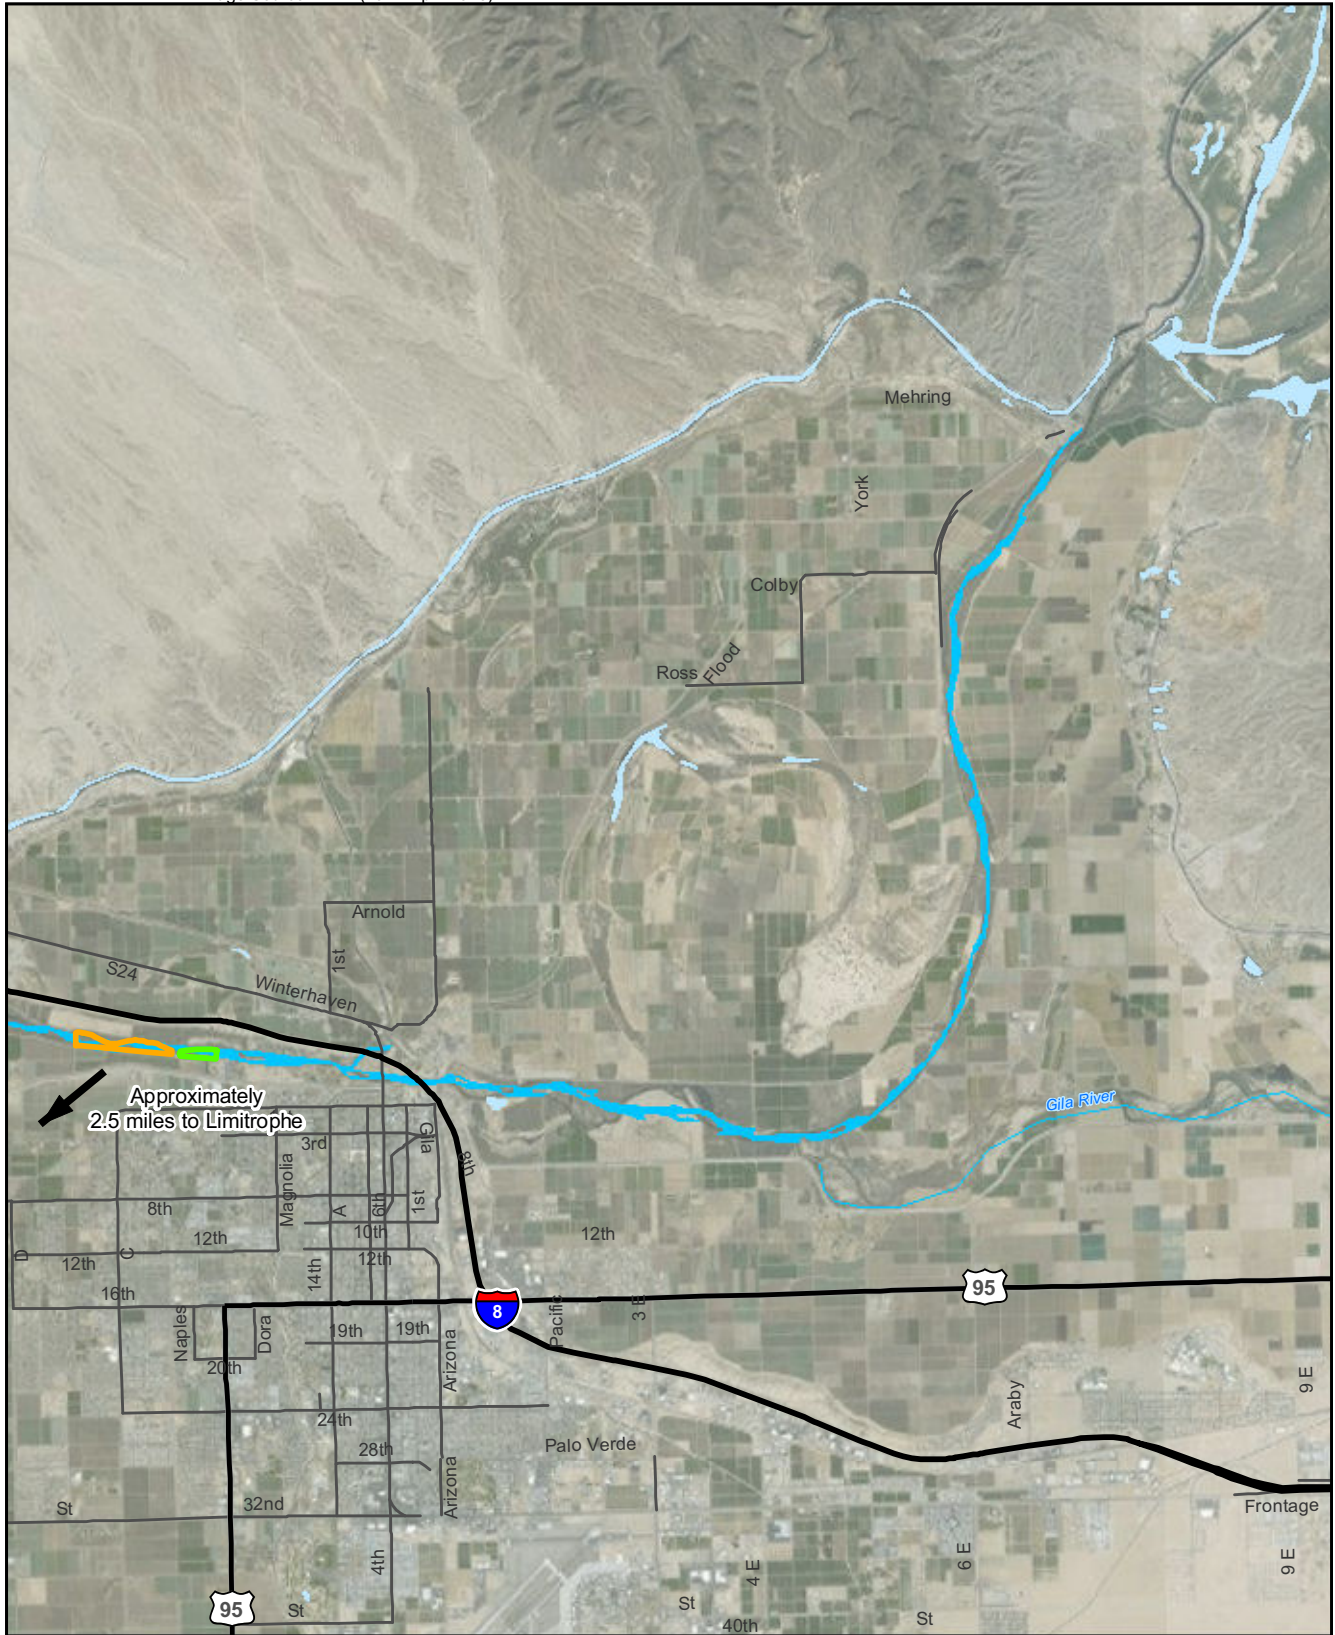 Mehring
York
Colby
Ross
Flood
Arnold
1st
S24
Winterhaven
Approximately
2.5 miles to Limitrophe
Gila River
3rd
Gila
8th
Magnolia
8th
A
6th
1st
10th
12th
12th
12th
D
12th
C
14th
16th
95
8
Naples
Dora
19th
19th
Pacific
3 E
20th
Arizona
Araby
9 E
24th
28th
Palo Verde
Arizona
St
32nd
Frontage
4th
4 E
6 E
9 E
95
St
St
St
40th